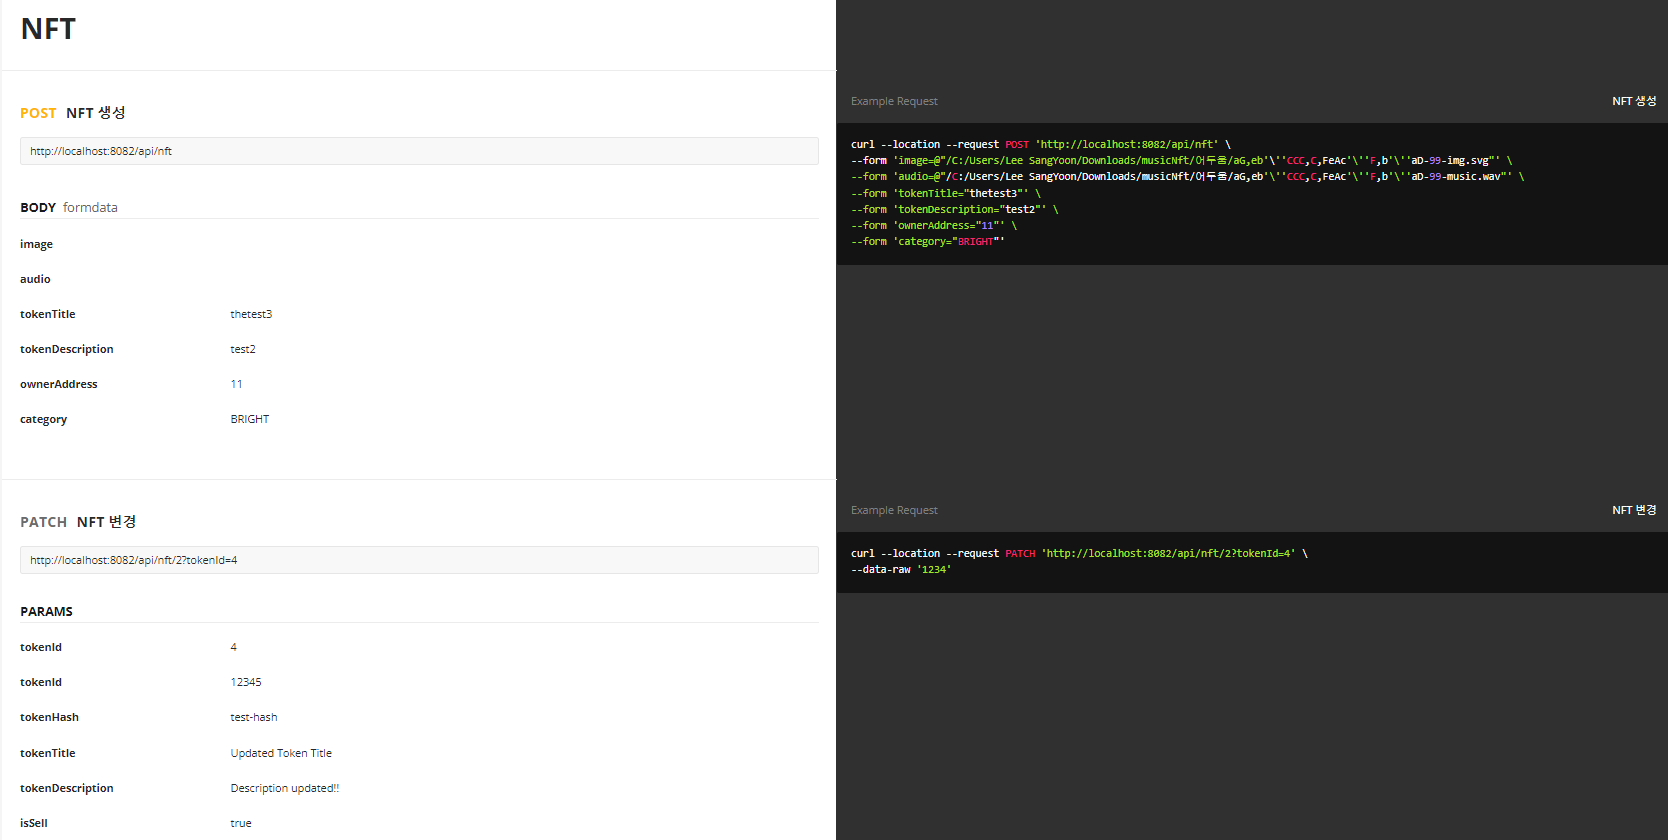 NFT
POST NFT 생성
http://localhost:8082/api/nft
BODY formdata
image
audio
tokenTitle thetest3
tokenDescription test2
ownerAddress 11
category BRIGHT
Example Request NFT 생성
curl --location --request POST 'http://localhost:8082/api/nft' \
--form 'image=@"/C:/Users/Lee SangYoon/Downloads/musicNft/어두움/aG,eb'\''CCC,C,FeAc'\''F,b'\''aD-99-img.svg"' \
--form 'audio=@"/C:/Users/Lee SangYoon/Downloads/musicNft/어두움/aG,eb'\''CCC,C,FeAc'\''F,b'\''aD-99-music.wav"' \
--form 'tokenTitle="thetest3"' \
--form 'tokenDescription="test2"' \
--form 'ownerAddress="11"' \
--form 'category="BRIGHT"'
PATCH NFT 변경
http://localhost:8082/api/nft/2?tokenId=4
PARAMS
tokenId 4
tokenId 12345
tokenHash test-hash
tokenTitle Updated Token Title
tokenDescription Description updated!!
isSell true
Example Request NFT 변경
curl --location --request PATCH 'http://localhost:8082/api/nft/2?tokenId=4' \
--data-raw '1234'